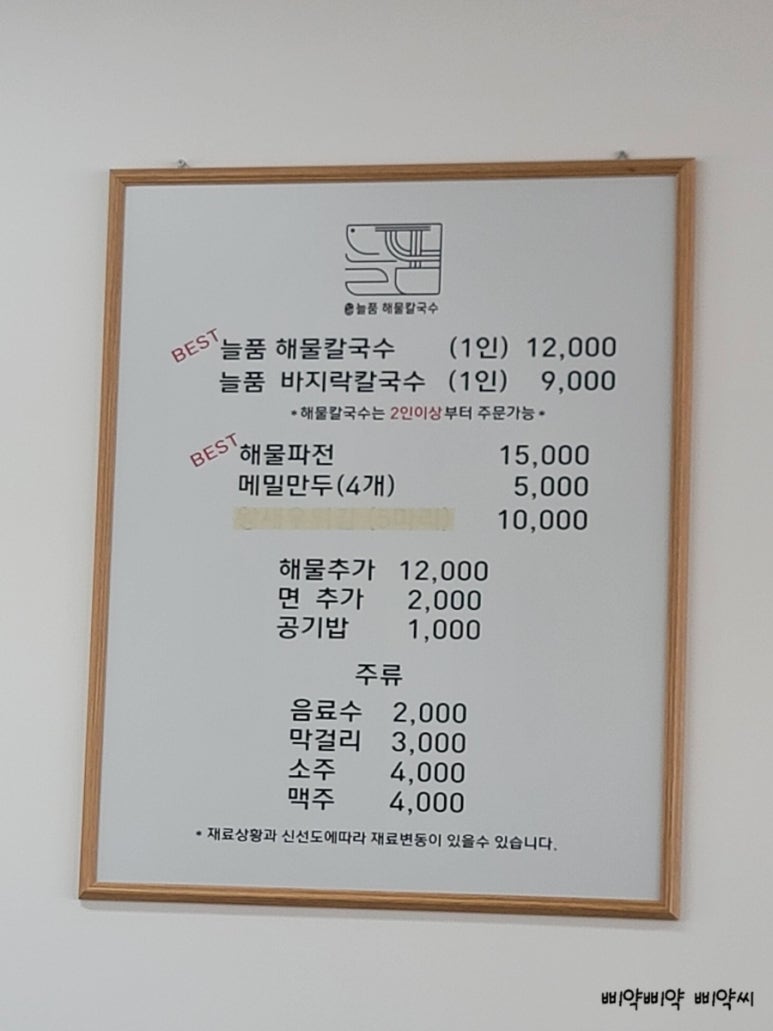 늘품
늘품 해물칼국수
BEST
늘품 해물칼국수 (1인) 12,000
늘품 바지락칼국수 (1인) 9,000
*해물칼국수는 2인이상부터 주문가능*
BEST
해물파전 15,000
메밀만두(4개) 5,000
(5마리) 10,000
해물추가 12,000
면 추가 2,000
공기밥 1,000
주류
음료수 2,000
막걸리 3,000
소주 4,000
맥주 4,000
* 재료상황과 신선도에따라 재료변동이 있을수 있습니다.
삐약삐약 삐약씨